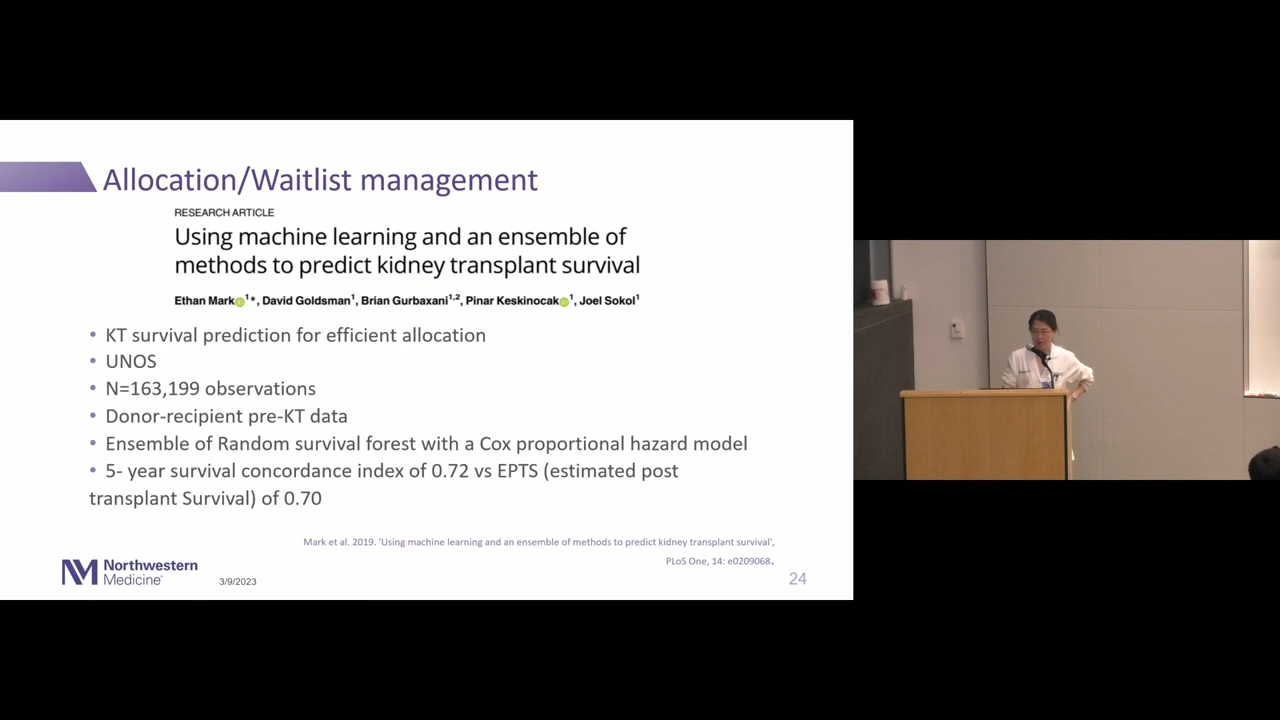 Allocation/Waitlist management
RESEARCH ARTICLE
Using machine learning and an ensemble of
methods to predict kidney transplant survival
Ethan Mark 1*, David Goldsman1, Brian Gurbaxani1,2, Pinar Keskinocak 1, Joel Sokol1
• KT survival prediction for efficient allocation
• UNOS
• N=163,199 observations
• Donor-recipient pre-KT data
• Ensemble of Random survival forest with a Cox proportional hazard model
• 5- year survival concordance index of 0.72 vs EPTS (estimated post
transplant Survival) of 0.70
Mark et al. 2019. 'Using machine learning and an ensemble of methods to predict kidney transplant survival',
PLoS One, 14: e0209068.
Northwestern
Medicine
3/9/2023
24